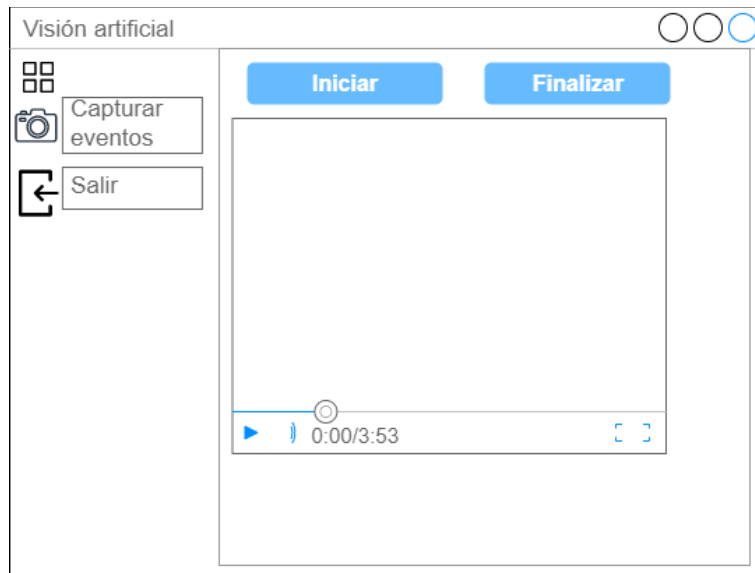 Visión artificial
Iniciar
Finalizar
Capturar
eventos
Salir
0:00/3:53